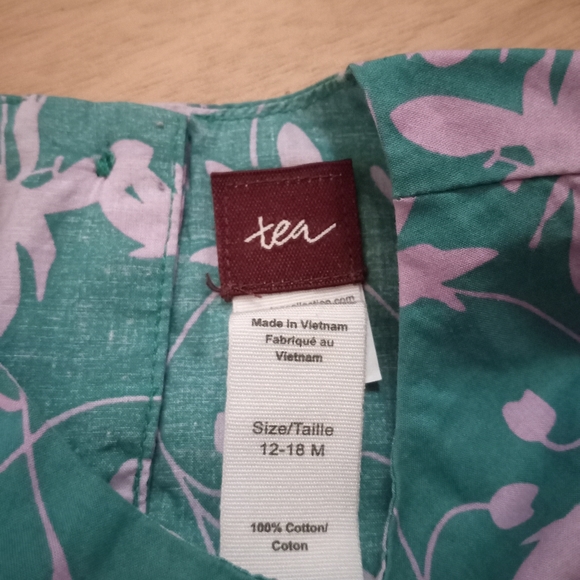 tea
Made in Vietnam
Fabriqué au
Vietnam
Size/Taille
12-18 M
100% Cotton/
Coton